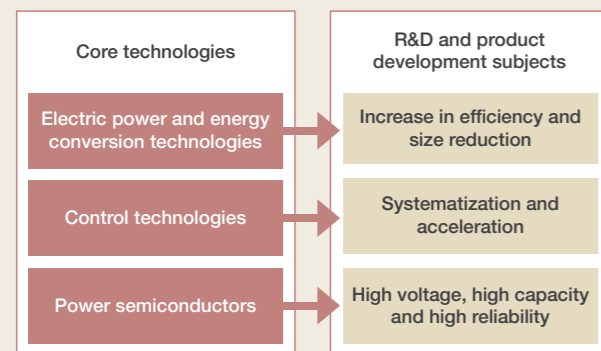 Core technologies
R&D and product
development subjects
Electric power and energy
conversion technologies
Increase in efficiency and
size reduction
Control technologies
Systematization and
acceleration
Power semiconductors
High voltage, high capacity
and high reliability